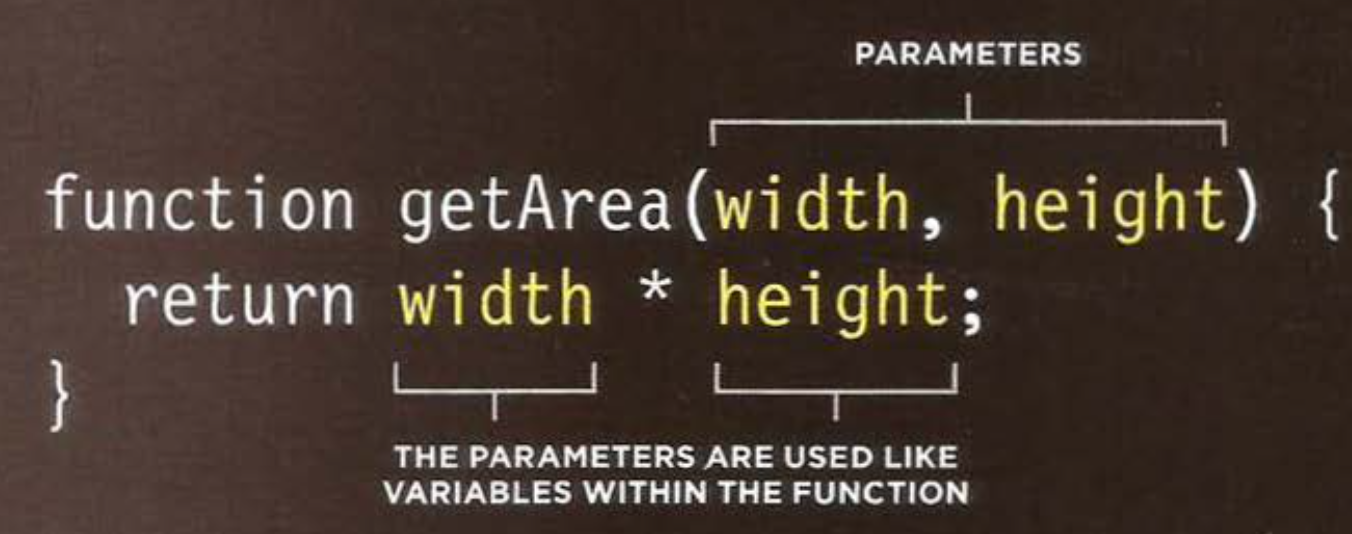 PARAMETERS
function getArea(width, height) {
return width * height;
}
THE PARAMETERS ARE USED LIKE
VARIABLES WITHIN THE FUNCTION